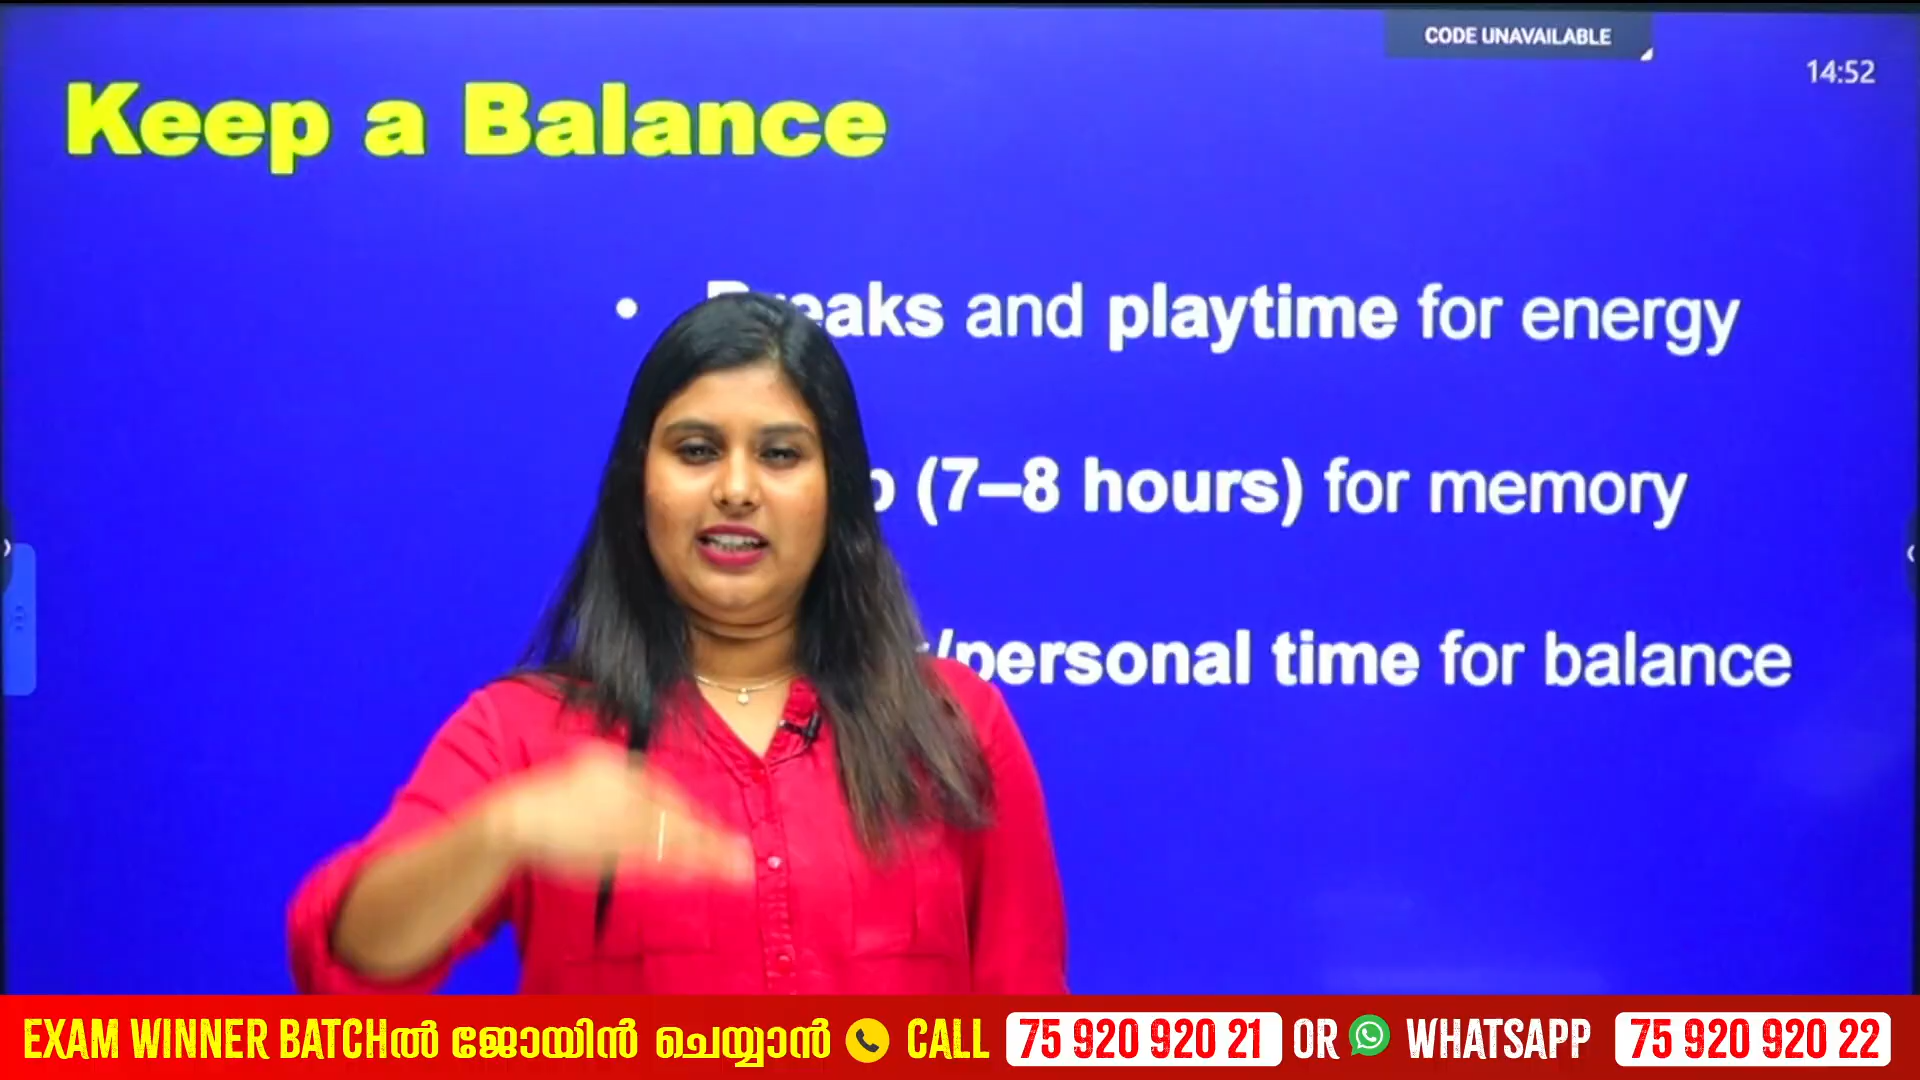 CODE UNAVAILABLE
14:52
Keep a Balance
• Breaks and playtime for energy
(7–8 hours) for memory
/personal time for balance
EXAM WINNER BATCHൽ ജോയിൻ ചെയ്യാൻ CALL 75 920 920 21 OR WHATSAPP 75 920 920 22